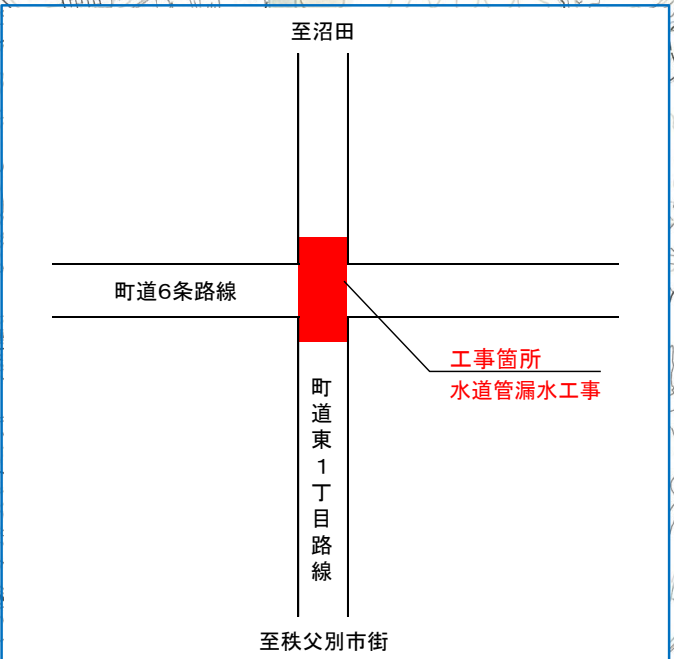 至沼田
町道6条路線
工事箇所
水道管漏水工事
町道東1丁目路線
至秩父別市街